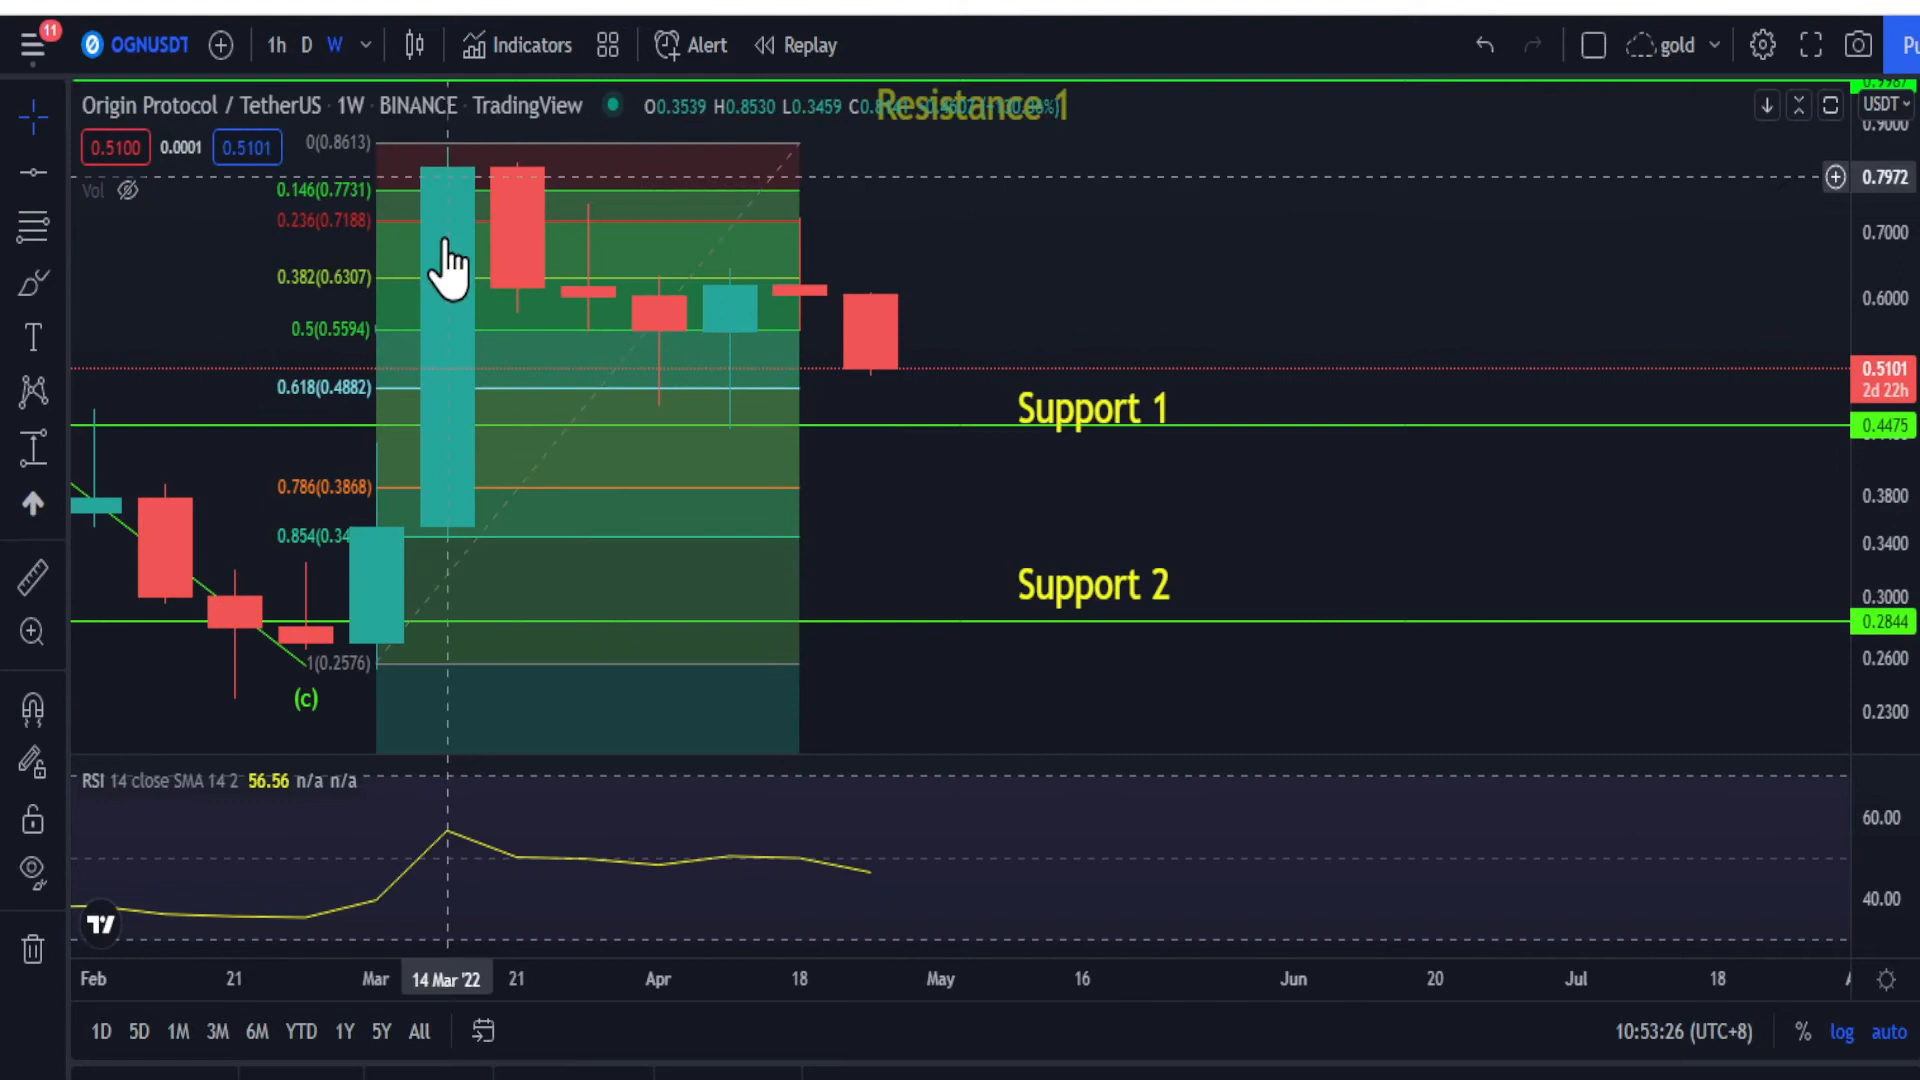 11
OGNUSDT
1h D W
Indicators
Alert
Replay
gold
Origin Protocol / TetherUS · 1W · BINANCE · TradingView
O0.3539 H0.8530 L0.3459
Resistance 1
USDT
0.5100 0.0001 0.5101
Vol
0(0.8613)
0.146(0.7731)
0.236(0.7188)
0.382(0.6307)
0.5(0.5594)
0.618(0.4882)
0.786(0.3868)
1(0.2576)
(c)
Support 1
Support 2
0.9000
0.7972
0.7000
0.6000
0.5101
2d 22h
0.4475
0.3800
0.3400
0.3000
0.2844
0.2600
0.2300
RSI 14 close SMA 14 2 56.56 n/a n/a
60.00
40.00
Feb 21 Mar 14 Mar '22 21 Apr 18 May 16 Jun 20 Jul 18
1D 5D 1M 3M 6M YTD 1Y 5Y All
10:53:26 (UTC+8) % log auto